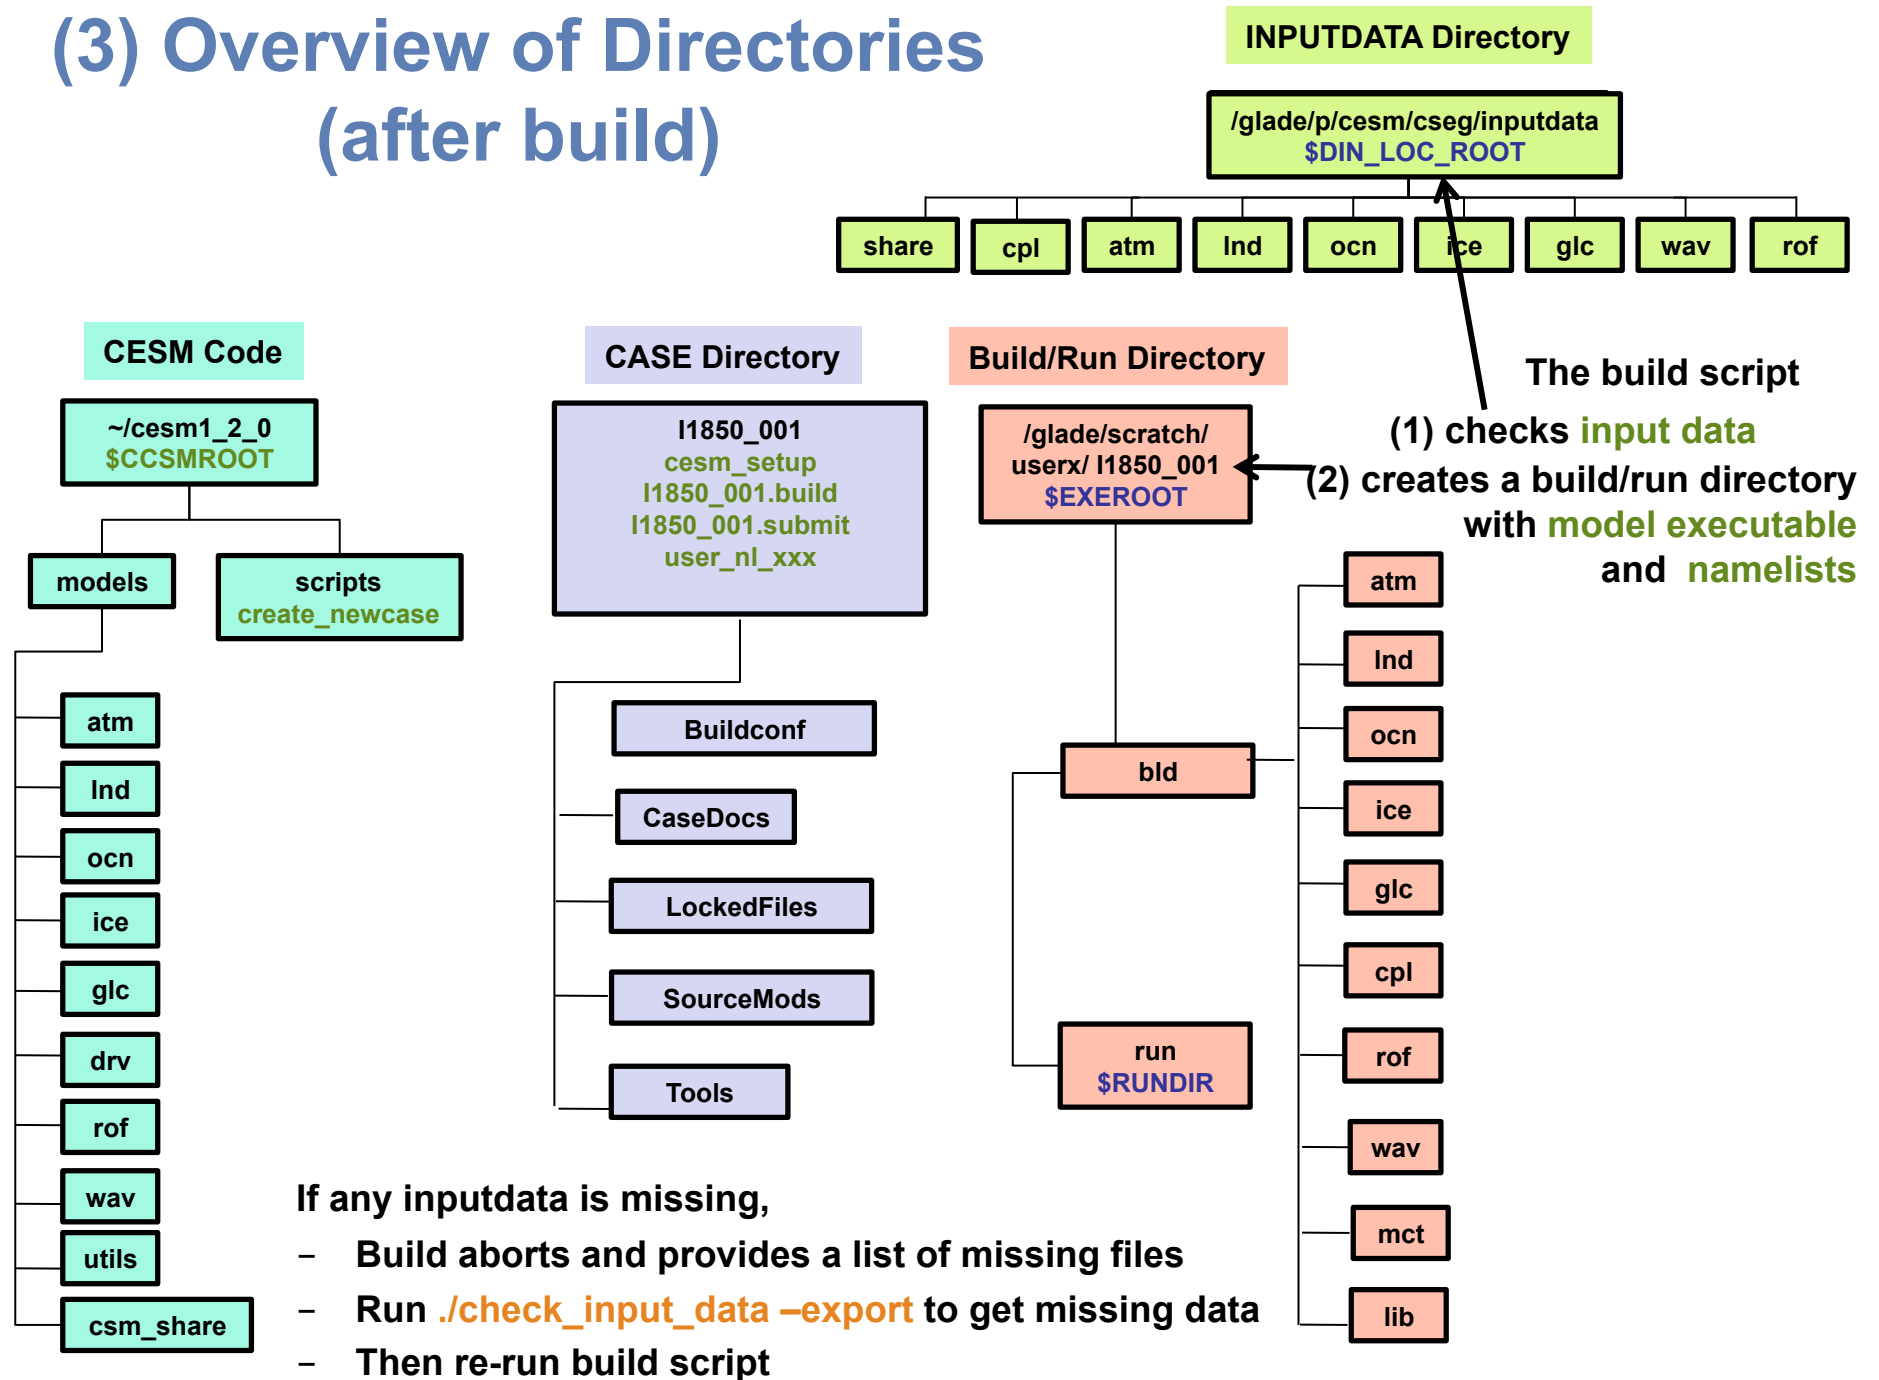 (3) Overview of Directories
(after build)
INPUTDATA Directory
/glade/p/cesm/cseg/inputdata
$DIN_LOC_ROOT
share
cpl
atm
lnd
ocn
ice
glc
wav
rof
CESM Code
~/cesm1_2_0
$CCSMROOT
models
scripts
create_newcase
atm
lnd
ocn
ice
glc
drv
rof
wav
utils
csm_share
CASE Directory
I1850_001
cesm_setup
I1850_001.build
I1850_001.submit
user_nl_xxx
Buildconf
CaseDocs
LockedFiles
SourceMods
Tools
Build/Run Directory
/glade/scratch/
userx/ I1850_001
$EXEROOT
bld
run
$RUNDIR
atm
lnd
ocn
ice
glc
cpl
rof
wav
mct
lib
The build script
(1) checks input data
(2) creates a build/run directory
with model executable
and namelists
If any inputdata is missing,
– Build aborts and provides a list of missing files
– Run ./check_input_data –export to get missing data
– Then re-run build script